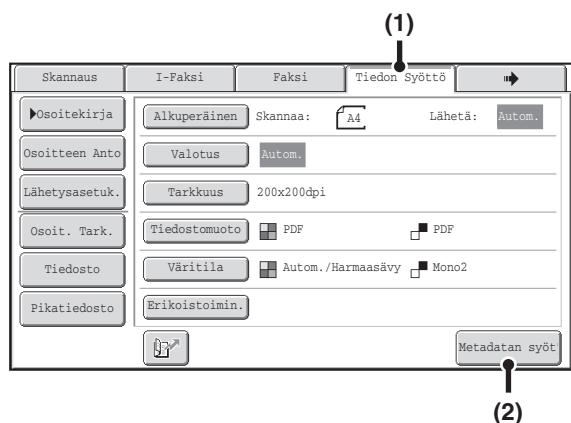 (1)
Skannaus I-Faksi Faksi Tiedon Syöttö
Osoitekirja Alkuperäinen Skannaa: A4 Lähetä: Autom.
Osoitteen Anto Valotus Autom.
Lähetysasetuk. Tarkkuus 200x200dpi
Osoit. Tark. Tiedostomuoto PDF PDF
Tiedosto Väritila Autom./Harmaasävy Mono2
Pikatiedosto Erikoistoimin.
Metadatan syöt
(2)